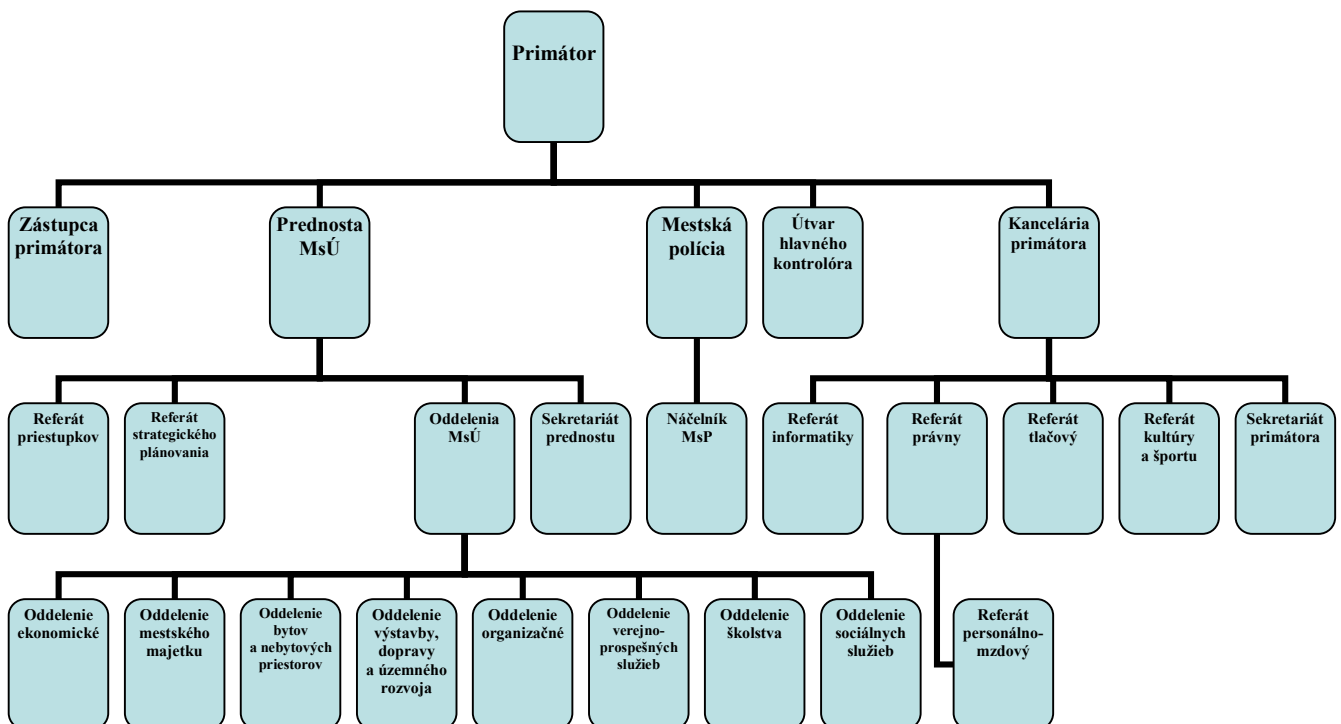 Primátor
Zástupca
primátora
Prednosta
MsÚ
Mestská
polícia
Útvar
hlavného
kontrolóra
Kancelária
primátora
Referát
priestupkov
Referát
strategického
plánovania
Oddelenia
MsÚ
Sekretariát
prednostu
Náčelník
MsP
Referát
informatiky
Referát
právny
Referát
tlačový
Referát
kultúry
a športu
Sekretariát
primátora
Oddelenie
ekonomické
Oddelenie
mestského
majetku
Oddelenie
bytov
a nebytových
priestorov
Oddelenie
výstavby,
dopravy
a územného
rozvoja
Oddelenie
organizačné
Oddelenie
verejno-
prospešných
služieb
Oddelenie
školstva
Oddelenie
sociálnych
služieb
Referát
personálno-
mzdový